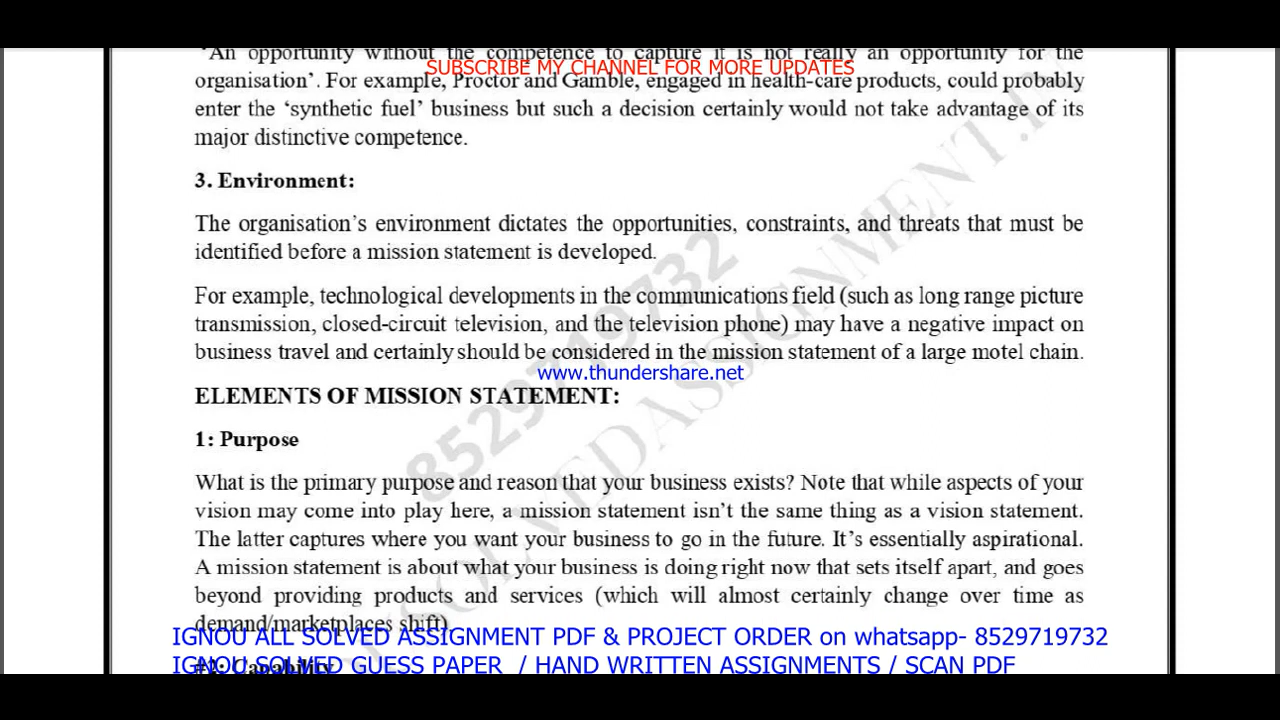 ‘An opportunity without the competence to capture it is not really an opportunity for the
SUBSCRIBE MY CHANNEL FOR MORE UPDATES
organisation’. For example, Proctor and Gamble, engaged in health-care products, could probably
enter the ‘synthetic fuel’ business but such a decision certainly would not take advantage of its
major distinctive competence.
3. Environment:
The organisation’s environment dictates the opportunities, constraints, and threats that must be
identified before a mission statement is developed.
For example, technological developments in the communications field (such as long range picture
transmission, closed-circuit television, and the television phone) may have a negative impact on
business travel and certainly should be considered in the mission statement of a large motel chain.
www.thundershare.net
ELEMENTS OF MISSION STATEMENT:
1: Purpose
What is the primary purpose and reason that your business exists? Note that while aspects of your
vision may come into play here, a mission statement isn’t the same thing as a vision statement.
The latter captures where you want your business to go in the future. It’s essentially aspirational.
A mission statement is about what your business is doing right now that sets itself apart, and goes
beyond providing products and services (which will almost certainly change over time as
demand/marketplaces shift)
IGNOU ALL SOLVED ASSIGNMENT PDF & PROJECT ORDER on whatsapp- 8529719732
Capability
IGNOU SOLVED GUESS PAPER / HAND WRITTEN ASSIGNMENTS / SCAN PDF
8529719732